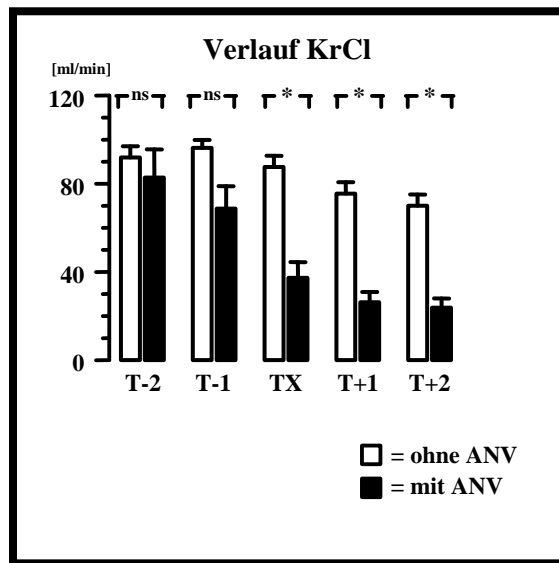 Verlauf KrCl
[ml/min]
120
80
40
0
ns ns * * *
T-2 T-1 TX T+1 T+2
= ohne ANV
= mit ANV